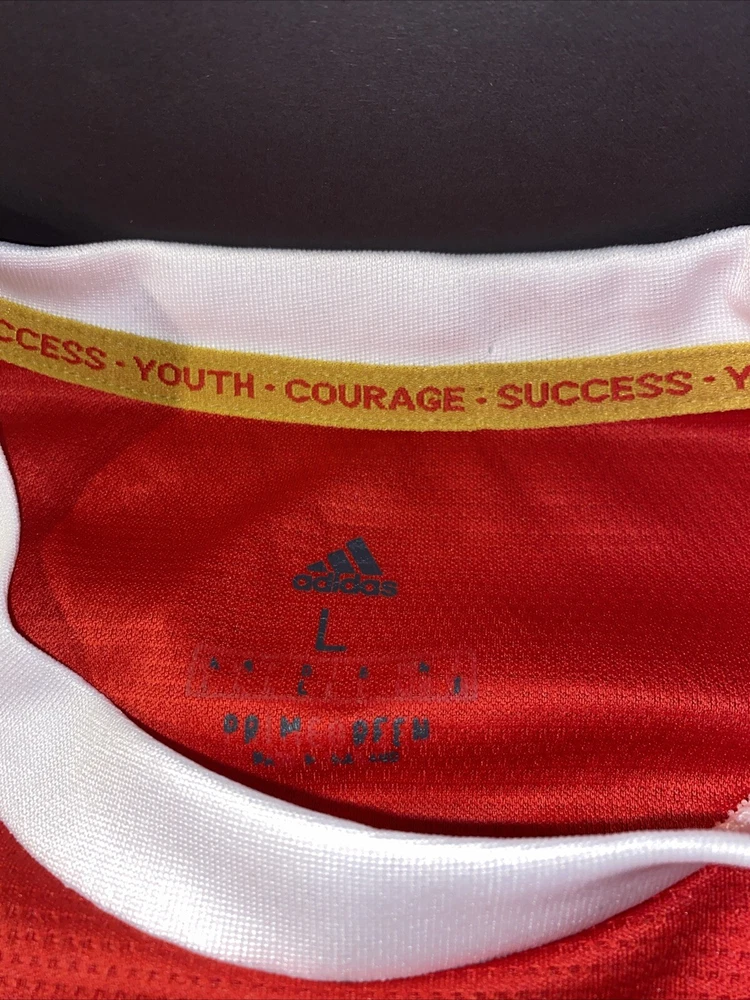 CCESS · YOUTH · COURAGE · SUCCESS · Y
adidas
L